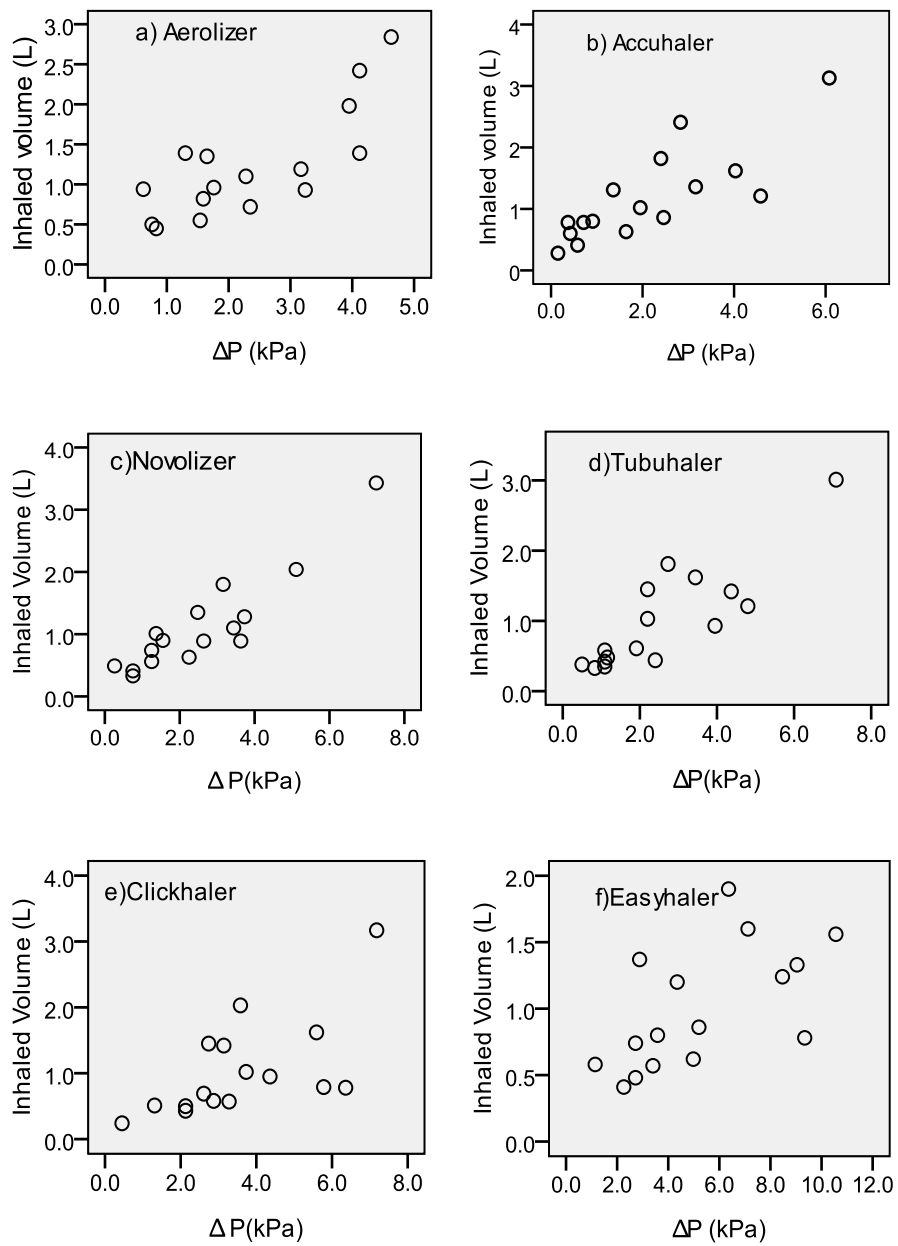 a) Aerolizer
Inhaled volume (L)
3.0
2.5
2.0
1.5
1.0
0.5
0.0
0.0 1.0 2.0 3.0 4.0 5.0
ΔP (kPa)
b) Accuhaler
Inhaled volume (L)
4
3
2
1
0
0.0 2.0 4.0 6.0
ΔP (kPa)
c)Novolizer
Inhaled Volume (L)
4.0
3.0
2.0
1.0
0.0
0.0 2.0 4.0 6.0 8.0
Δ P(kPa)
d)Tubuhaler
Inhaled Volume (L)
3.0
2.0
1.0
0.0
0.0 2.0 4.0 6.0 8.0
ΔP(kPa)
e)Clickhaler
Inhaled Volume (L)
4.0
3.0
2.0
1.0
0.0
0.0 2.0 4.0 6.0 8.0
Δ P(kPa)
f)Easyhaler
Inhaled Volume (L)
2.0
1.5
1.0
0.5
0.0
0.0 2.0 4.0 6.0 8.0 10.0 12.0
ΔP (kPa)